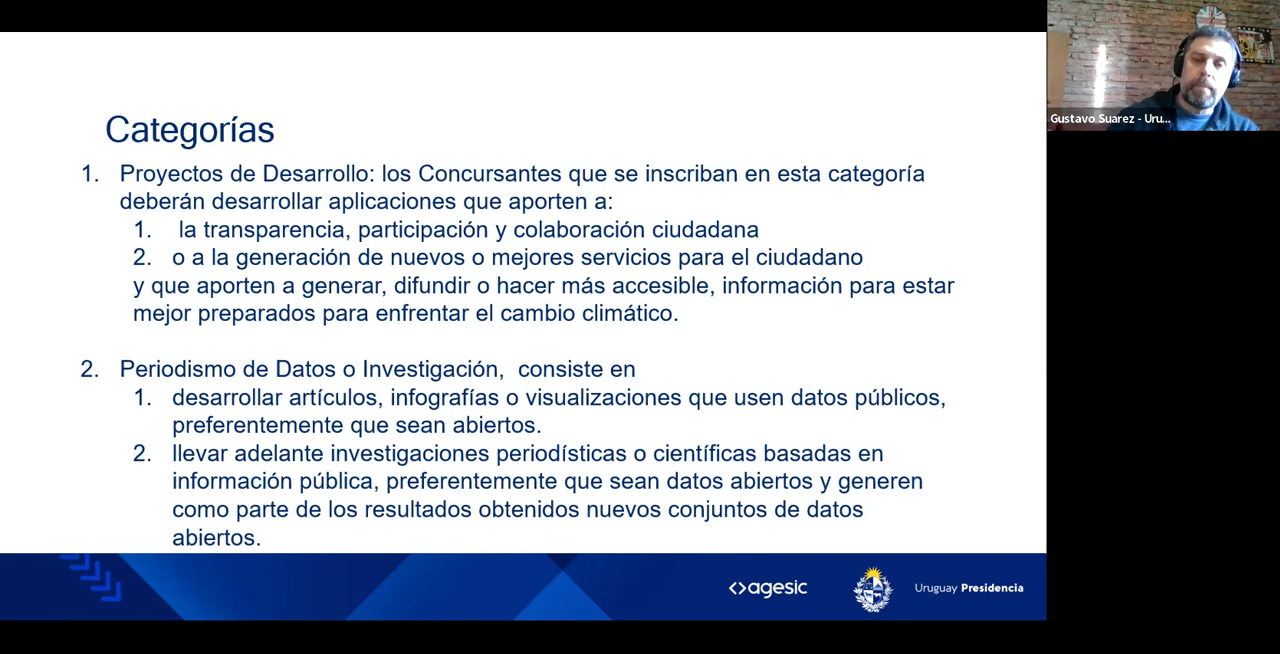 Categorías
1. Proyectos de Desarrollo: los Concursantes que se inscriban en esta categoría
deberán desarrollar aplicaciones que aporten a:
1. la transparencia, participación y colaboración ciudadana
2. o a la generación de nuevos o mejores servicios para el ciudadano
y que aporten a generar, difundir o hacer más accesible, información para estar
mejor preparados para enfrentar el cambio climático.
2. Periodismo de Datos o Investigación, consiste en
1. desarrollar artículos, infografías o visualizaciones que usen datos públicos,
preferentemente que sean abiertos.
2. llevar adelante investigaciones periodísticas o científicas basadas en
información pública, preferentemente que sean datos abiertos y generen
como parte de los resultados obtenidos nuevos conjuntos de datos
abiertos.
<>agesic
Uruguay Presidencia
Gustavo Suarez - Uru...